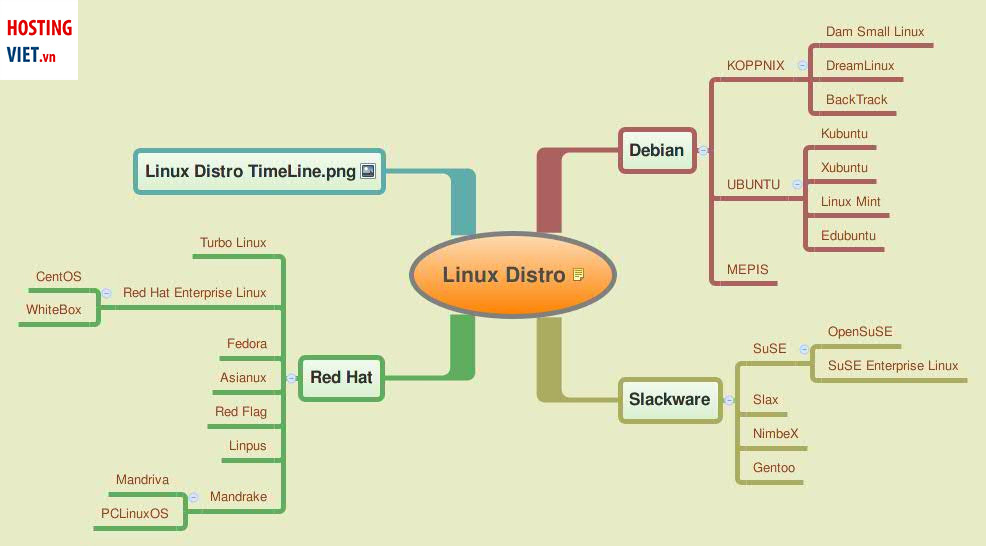 HOSTING
VIET.vn
Linux Distro
Linux Distro TimeLine.png
Debian
KOPPNIX
Dam Small Linux
DreamLinux
BackTrack
UBUNTU
Kubuntu
Xubuntu
Linux Mint
Edubuntu
MEPIS
Red Hat
Turbo Linux
Red Hat Enterprise Linux
CentOS
WhiteBox
Fedora
Asianux
Red Flag
Linpus
Mandrake
Mandriva
PCLinuxOS
Slackware
SuSE
OpenSuSE
SuSE Enterprise Linux
Slax
NimbeX
Gentoo